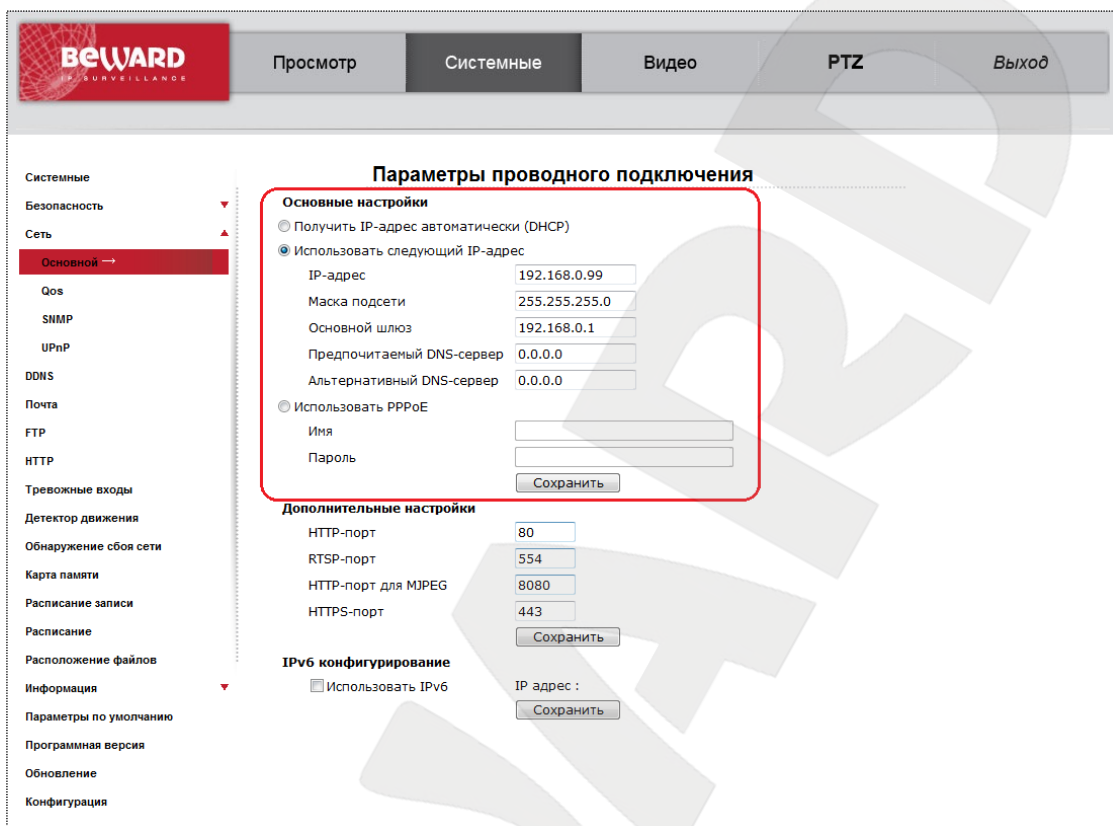 BEWARD
IP SURVEILLANCE
Просмотр
Системные
Видео
PTZ
Выход
Системные
Безопасность
Сеть
Основной →
Qos
SNMP
UPnP
DDNS
Почта
FTP
HTTP
Тревожные входы
Детектор движения
Обнаружение сбоя сети
Карта памяти
Расписание записи
Расписание
Расположение файлов
Информация
Параметры по умолчанию
Программная версия
Обновление
Конфигурация
Параметры проводного подключения
Основные настройки
Получить IP-адрес автоматически (DHCP)
Использовать следующий IP-адрес
IP-адрес 192.168.0.99
Маска подсети 255.255.255.0
Основной шлюз 192.168.0.1
Предпочитаемый DNS-сервер 0.0.0.0
Альтернативный DNS-сервер 0.0.0.0
Использовать PPPoE
Имя
Пароль
Сохранить
Дополнительные настройки
HTTP-порт 80
RTSP-порт 554
HTTP-порт для MJPEG 8080
HTTPS-порт 443
Сохранить
IPv6 конфигурирование
Использовать IPv6 IP адрес :
Сохранить